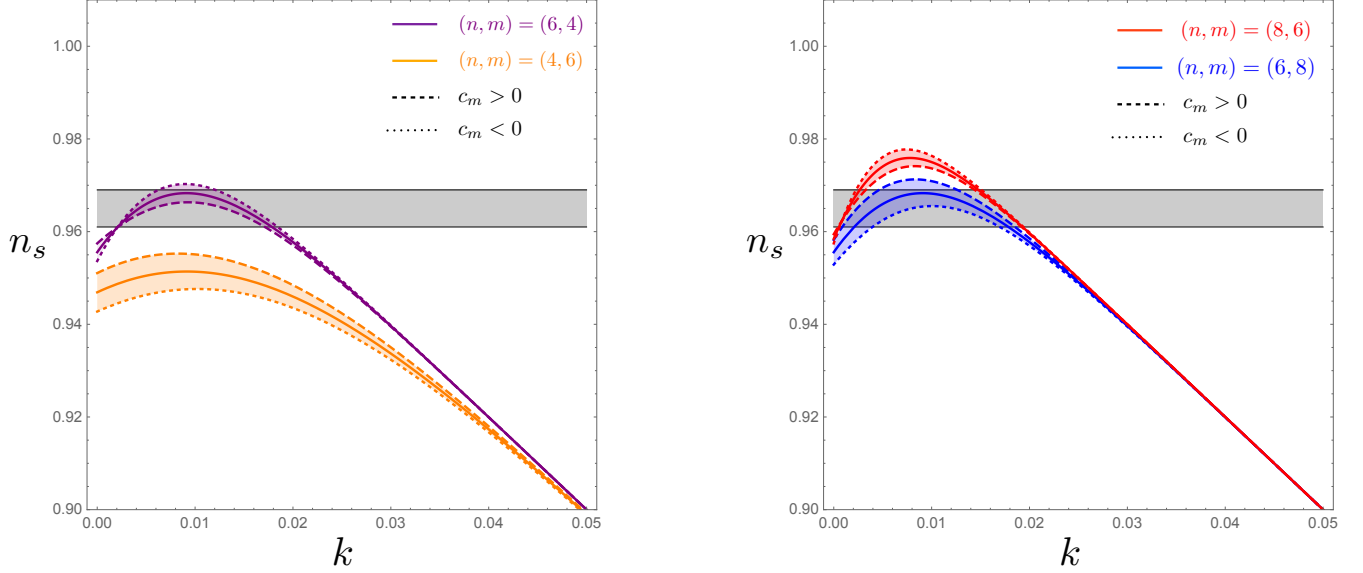 (n, m) = (6, 4)
(n, m) = (4, 6)
c_m > 0
c_m < 0
1.00
0.98
0.96
0.94
0.92
0.90
n_s
0.00 0.01 0.02 0.03 0.04 0.05
k
(n, m) = (8, 6)
(n, m) = (6, 8)
c_m > 0
c_m < 0
1.00
0.98
0.96
0.94
0.92
0.90
n_s
0.00 0.01 0.02 0.03 0.04 0.05
k